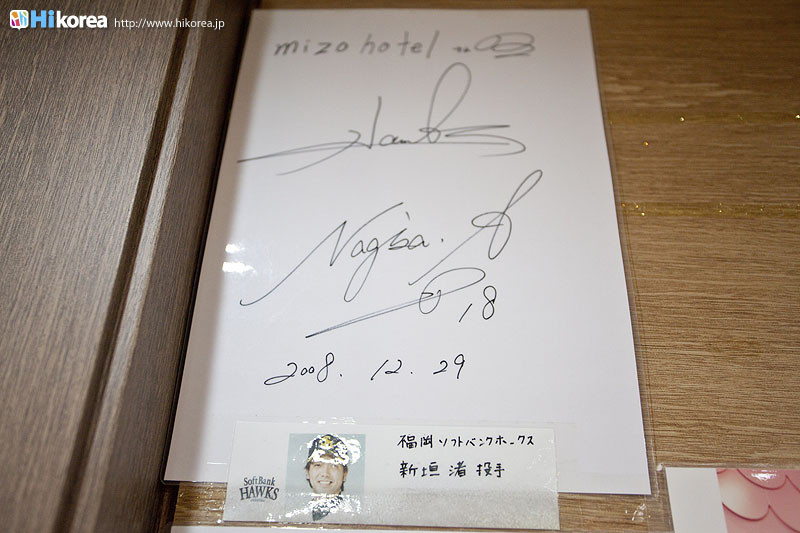 Hikorea http://www.hikorea.jp
mizo hotel
Nagisa. A
18
2008. 12. 29
福岡 ソフトバンクホークス
新垣 渚 投手
SoftBank
HAWKS